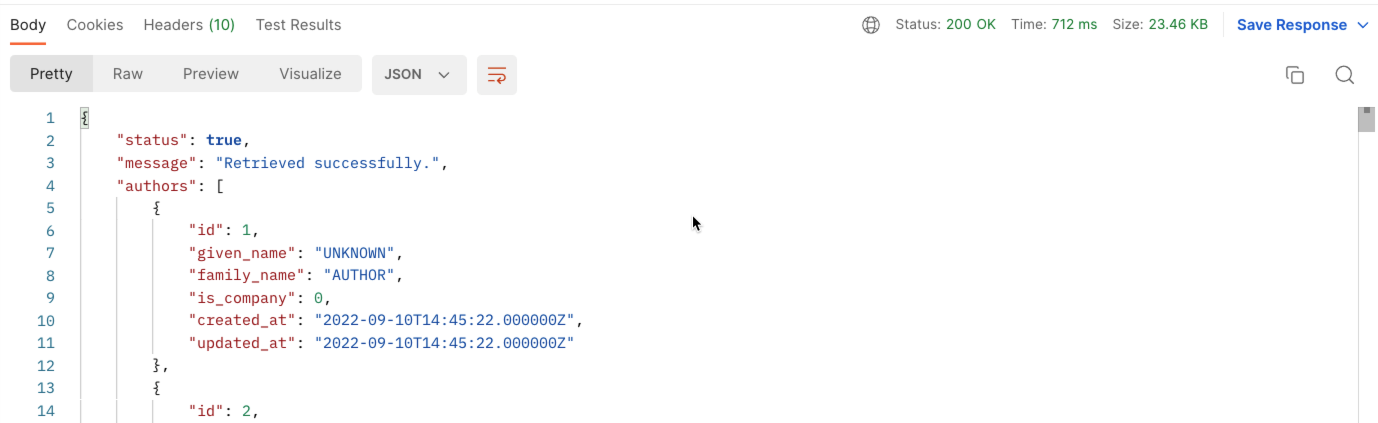 Body Cookies Headers (10) Test Results Status: 200 OK Time: 712 ms Size: 23.46 KB Save Response
Pretty Raw Preview Visualize JSON
1 {
2 "status": true,
3 "message": "Retrieved successfully.",
4 "authors": [
5 {
6 "id": 1,
7 "given_name": "UNKNOWN",
8 "family_name": "AUTHOR",
9 "is_company": 0,
10 "created_at": "2022-09-10T14:45:22.000000Z",
11 "updated_at": "2022-09-10T14:45:22.000000Z"
12 },
13 {
14 "id": 2,